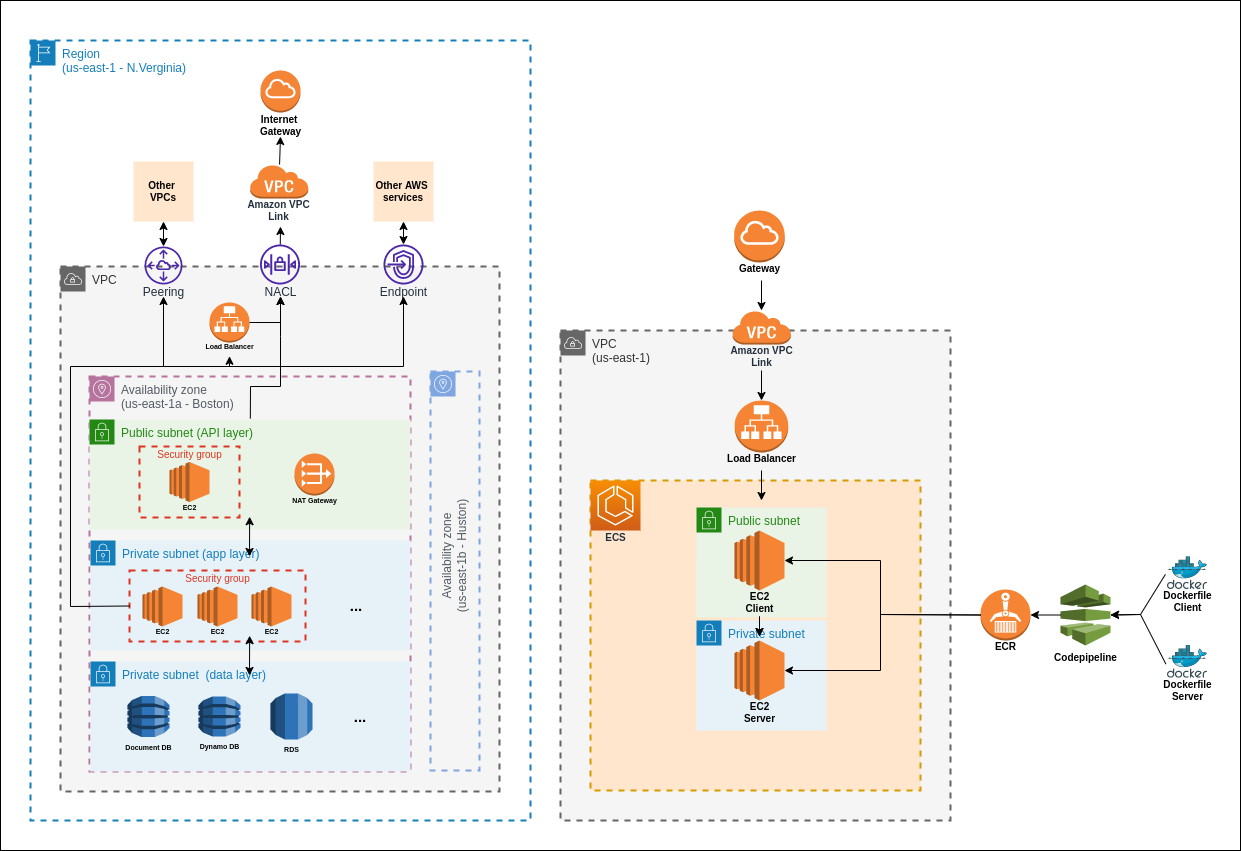 Region
(us-east-1 - N.Verginia)
Internet
Gateway
Other
VPCs
VPC
Amazon VPC
Link
Other AWS
services
VPC
Peering
NACL
Endpoint
Load Balancer
Availability zone
(us-east-1a - Boston)
Public subnet (API layer)
Security group
EC2
NAT Gateway
Private subnet (app layer)
Security group
EC2
EC2
EC2
...
Private subnet  (data layer)
Document DB
Dynamo DB
RDS
...
Availability zone
(us-east-1b - Huston)
Gateway
VPC
(us-east-1)
VPC
Amazon VPC
Link
Load Balancer
ECS
Public subnet
EC2
Client
Private subnet
EC2
Server
ECR
Codepipeline
docker
Dockerfile
Client
docker
Dockerfile
Server